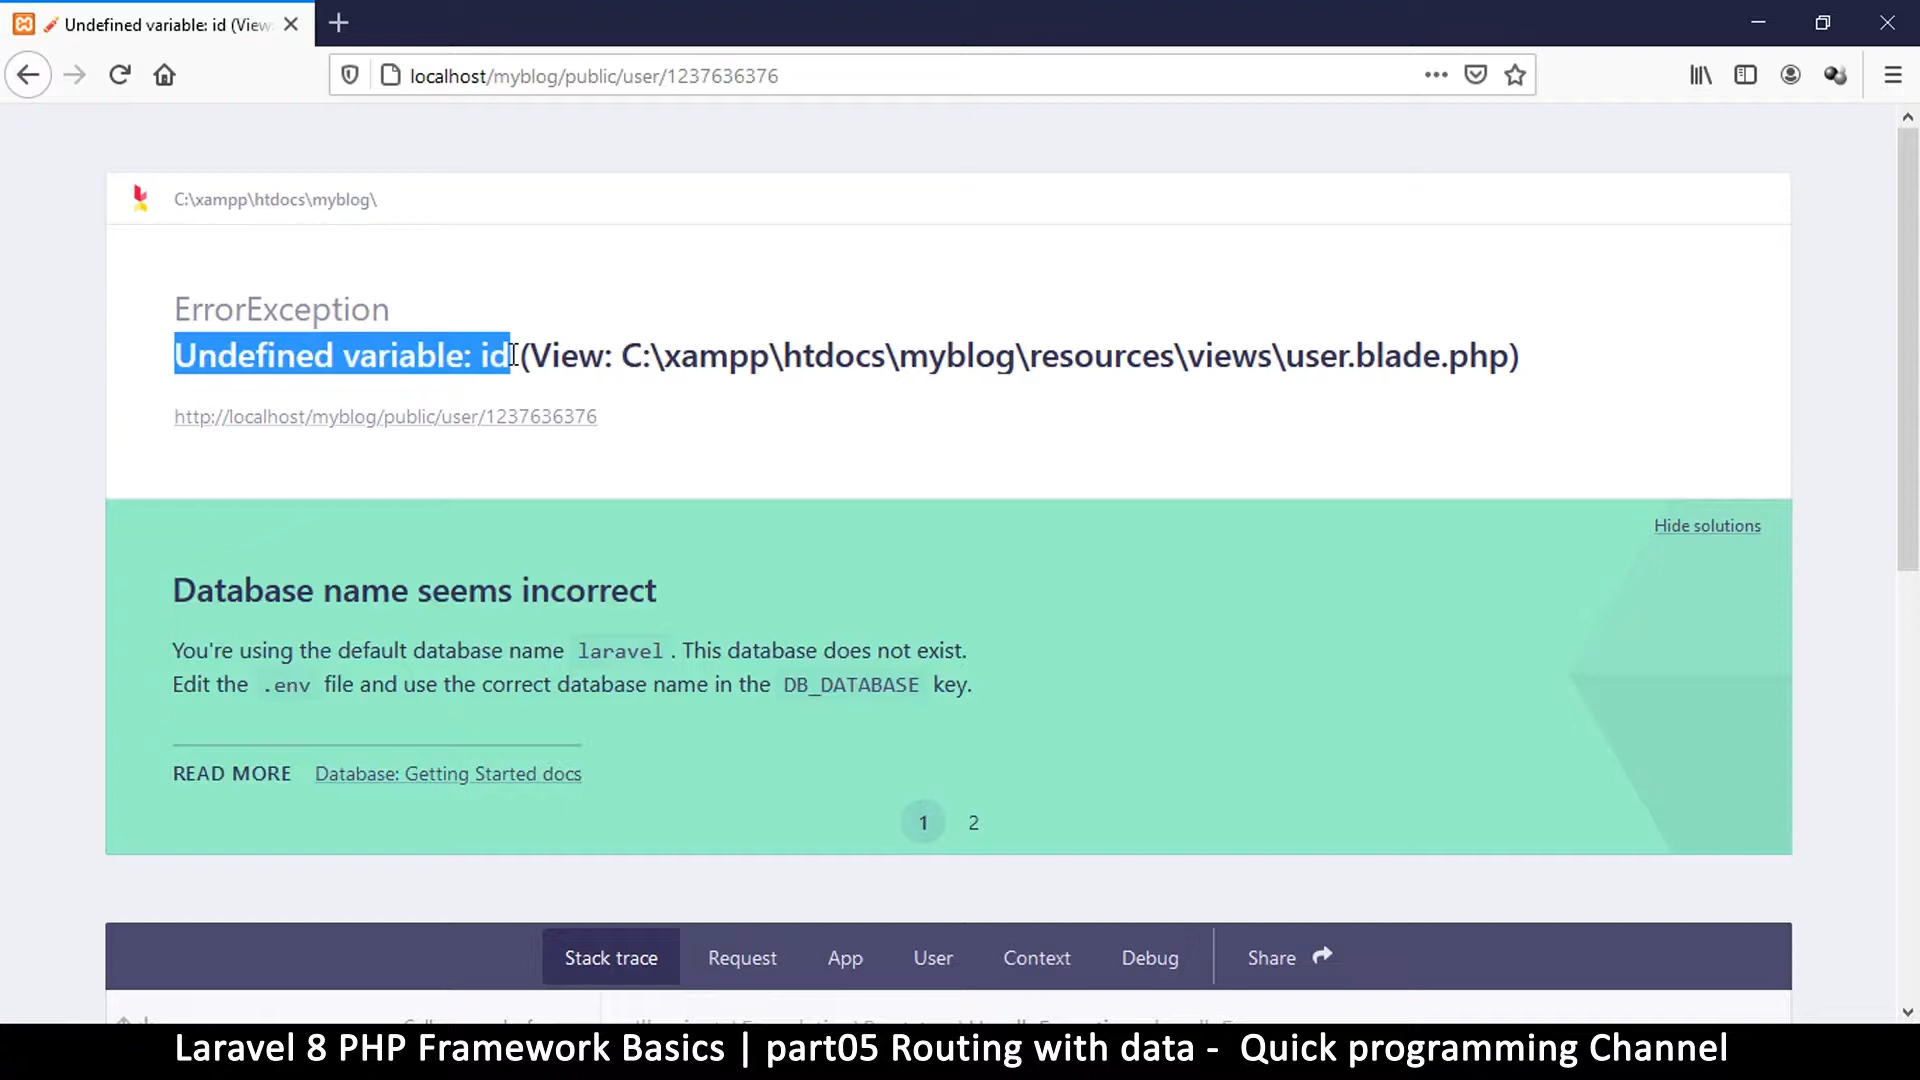 Undefined variable: id (View:
localhost/myblog/public/user/1237636376
C:\xampp\htdocs\myblog\
ErrorException
Undefined variable: id (View: C:\xampp\htdocs\myblog\resources\views\user.blade.php)
http://localhost/myblog/public/user/1237636376
Hide solutions
Database name seems incorrect
You're using the default database name laravel. This database does not exist.
Edit the .env file and use the correct database name in the DB_DATABASE key.
READ MORE Database: Getting Started docs
1 2
Stack trace Request App User Context Debug Share
Laravel 8 PHP Framework Basics | part05 Routing with data - Quick programming Channel